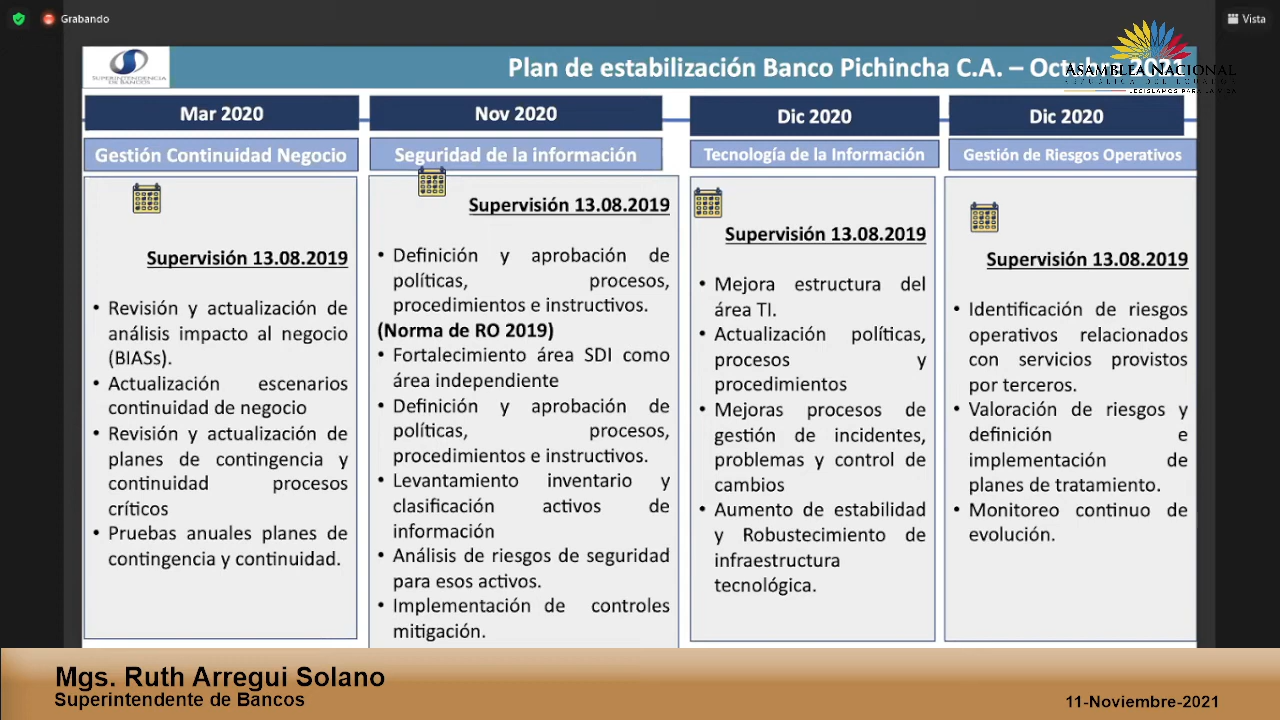 Grabando
Vista
SUPERINTENDENCIA
DE BANCOS
Plan de estabilización Banco Pichincha C.A. – 
ASAMBLEA NACIONAL
REPÚBLICA DEL ECUADOR
LEGISLAMOS PARA LA VIDA
Mar 2020
Gestión Continuidad Negocio
Supervisión 13.08.2019
• Revisión y actualización de
análisis impacto al negocio
(BIASs).
• Actualización escenarios
continuidad de negocio
• Revisión y actualización de
planes de contingencia y
continuidad procesos
críticos
• Pruebas anuales planes de
contingencia y continuidad.
Nov 2020
Seguridad de la información
Supervisión 13.08.2019
• Definición y aprobación de
políticas, procesos,
procedimientos e instructivos.
(Norma de RO 2019)
• Fortalecimiento área SDI como
área independiente
• Definición y aprobación de
políticas, procesos,
procedimientos e instructivos.
• Levantamiento inventario y
clasificación activos de
información
• Análisis de riesgos de seguridad
para esos activos.
• Implementación de controles
mitigación.
Dic 2020
Tecnología de la Información
Supervisión 13.08.2019
• Mejora estructura del
área TI.
• Actualización políticas,
procesos y
procedimientos
• Mejoras procesos de
gestión de incidentes,
problemas y control de
cambios
• Aumento de estabilidad
y Robustecimiento de
infraestructura
tecnológica.
Dic 2020
Gestión de Riesgos Operativos
Supervisión 13.08.2019
• Identificación de riesgos
operativos relacionados
con servicios provistos
por terceros.
• Valoración de riesgos y
definición e
implementación de
planes de tratamiento.
• Monitoreo continuo de
evolución.
Mgs. Ruth Arregui Solano
Superintendente de Bancos
11-Noviembre-2021